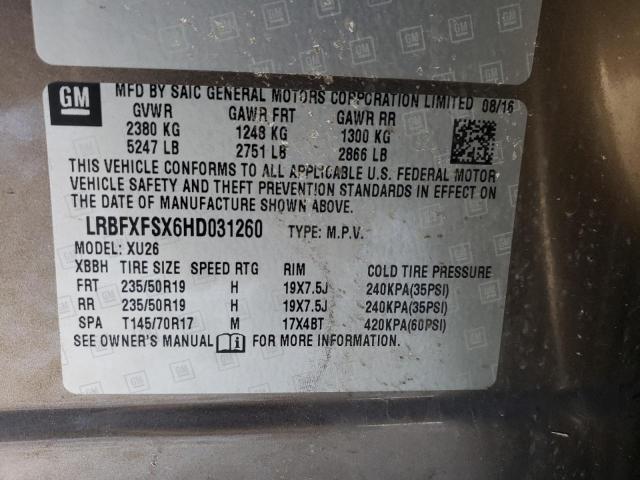 GM
MFD BY SAIC GENERAL MOTORS CORPORATION LIMITED 08/16
GVWR GAWR FRT GAWR RR
2380 KG 1248 KG 1300 KG
5247 LB 2751 LB 2866 LB
THIS VEHICLE CONFORMS TO ALL APPLICABLE U.S. FEDERAL MOTOR
VEHICLE SAFETY AND THEFT PREVENTION STANDARDS IN EFFECT ON
THE DATE OF MANUFACTURE SHOWN ABOVE.
LRBFXFSX6HD031260 TYPE: M.P.V.
MODEL: XU26
XBBH TIRE SIZE SPEED RTG RIM COLD TIRE PRESSURE
FRT 235/50R19 H 19X7.5J 240KPA(35PSI)
RR 235/50R19 H 19X7.5J 240KPA(35PSI)
SPA T145/70R17 M 17X4BT 420KPA(60PSI)
SEE OWNER'S MANUAL FOR MORE INFORMATION.